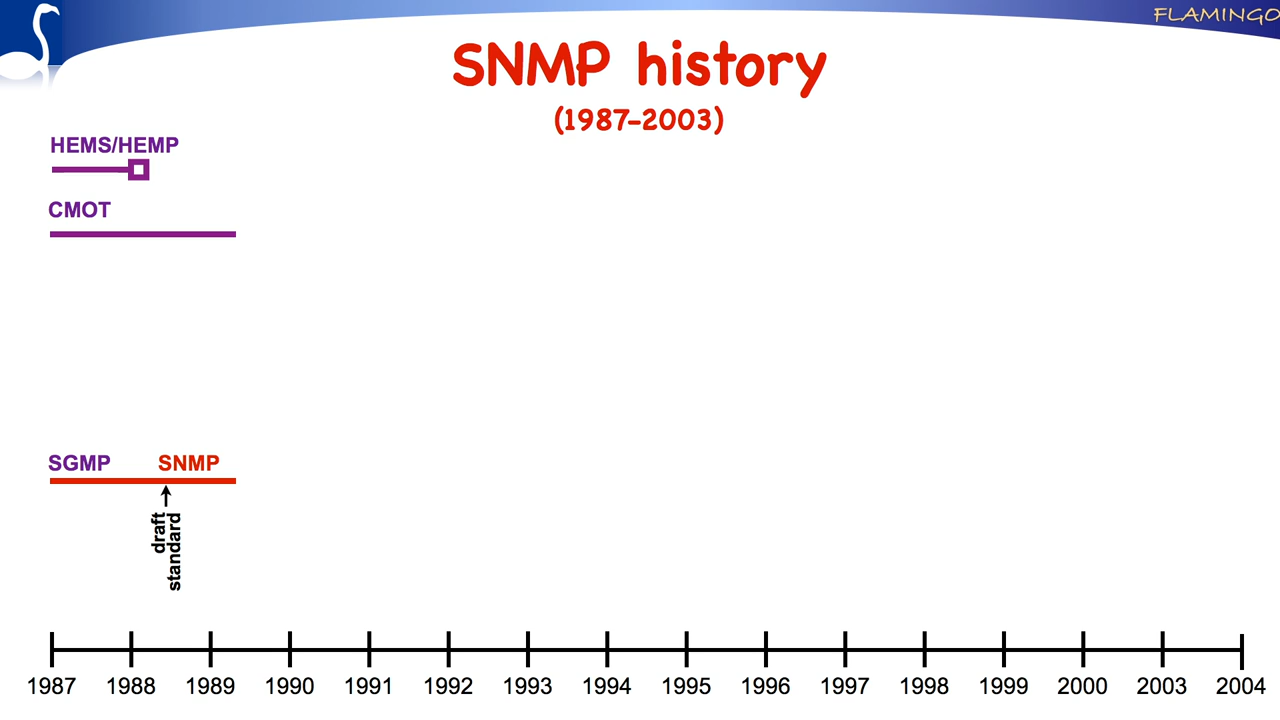 FLAMINGO
SNMP history
(1987-2003)
HEMS/HEMP
CMOT
SGMP SNMP
draft
standard
1987 1988 1989 1990 1991 1992 1993 1994 1995 1996 1997 1998 1999 2000 2003 2004